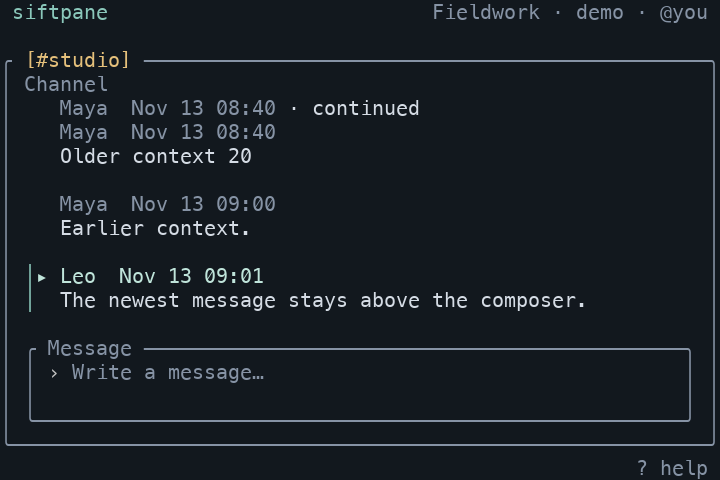 siftpane Fieldwork · demo · @you
[#studio]
Channel
Maya Nov 13 08:40 · continued
Maya Nov 13 08:40
Older context 20
Maya Nov 13 09:00
Earlier context.
▸ Leo Nov 13 09:01
The newest message stays above the composer.
Message
› Write a message…
? help